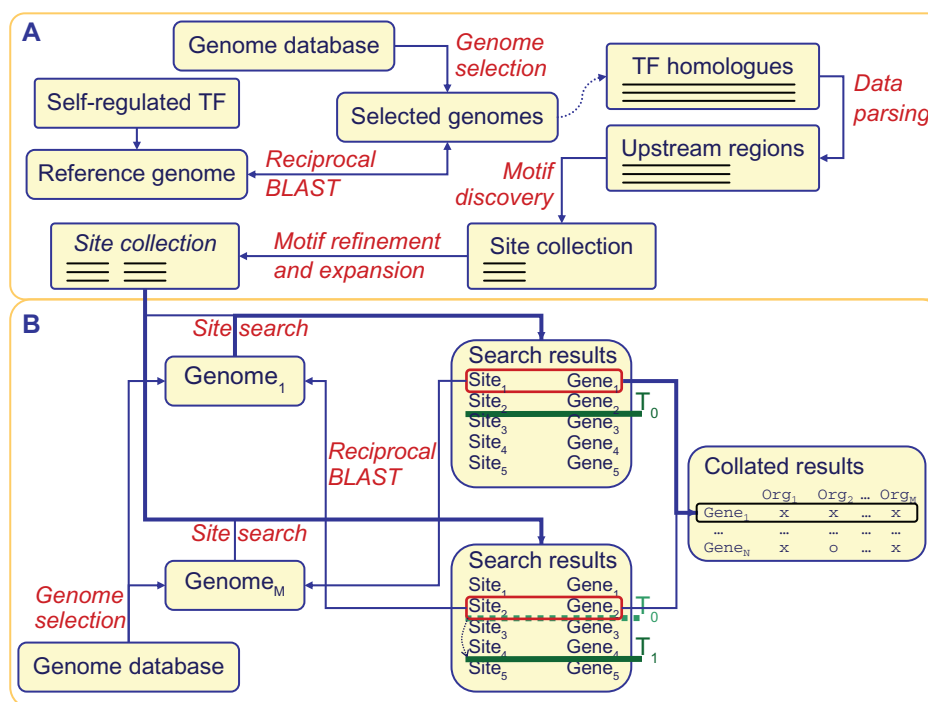 A
Genome database
Genome
selection
TF homologues
Self-regulated TF
Selected genomes
Data
parsing
Reference genome
Reciprocal
BLAST
Upstream regions
Motif
discovery
Site collection
Motif refinement
and expansion
Site collection
B
Site search
Genome1
Search results
Site1 Gene1
Site2 Gene2
T0
Site3 Gene3
Site4 Gene4
Site5 Gene5
Reciprocal
BLAST
Collated results
Org1 Org2 … OrgM
Gene1 x x … x
… … … … …
GeneN x o … x
Site search
GenomeM
Search results
Site1 Gene1
Site2 Gene2
T0
Site3 Gene3
Site4 Gene4
T1
Site5 Gene5
Genome
selection
Genome database